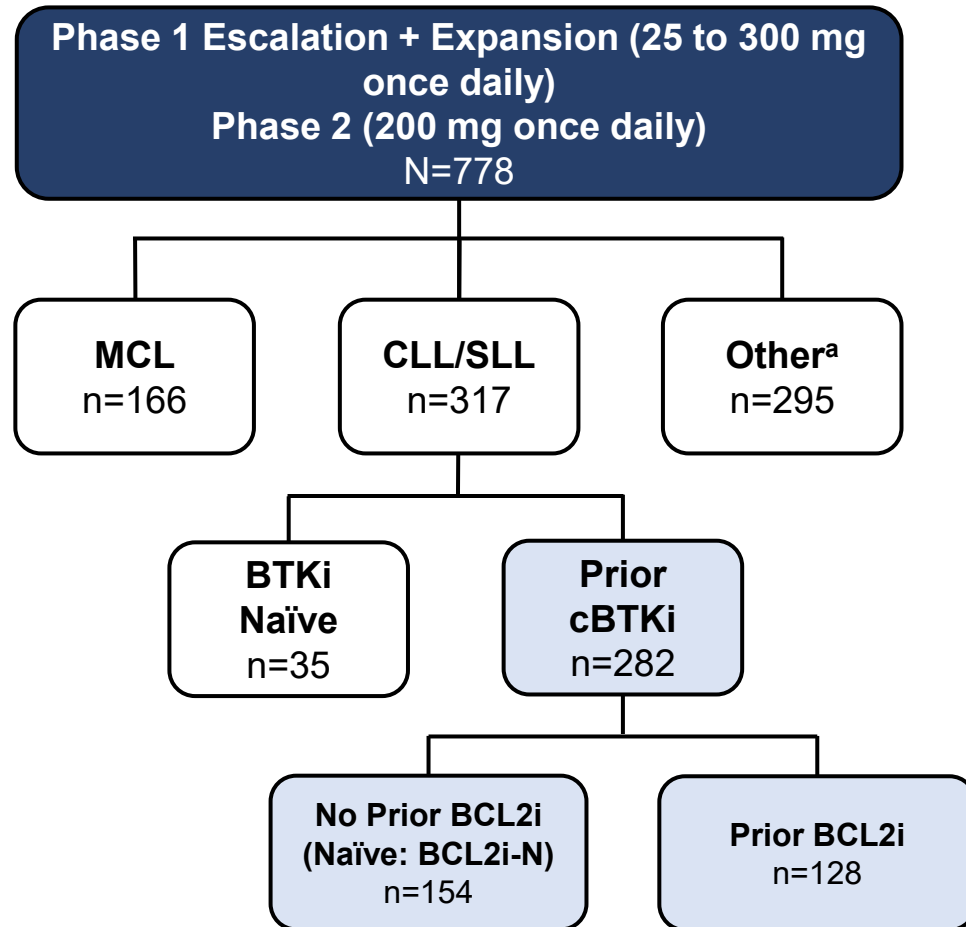 Phase 1 Escalation + Expansion (25 to 300 mg
once daily)
Phase 2 (200 mg once daily)
N=778
MCL
n=166
CLL/SLL
n=317
Otherᵃ
n=295
BTKi
Naïve
n=35
Prior
cBTKi
n=282
No Prior BCL2i
(Naïve: BCL2i-N)
n=154
Prior BCL2i
n=128